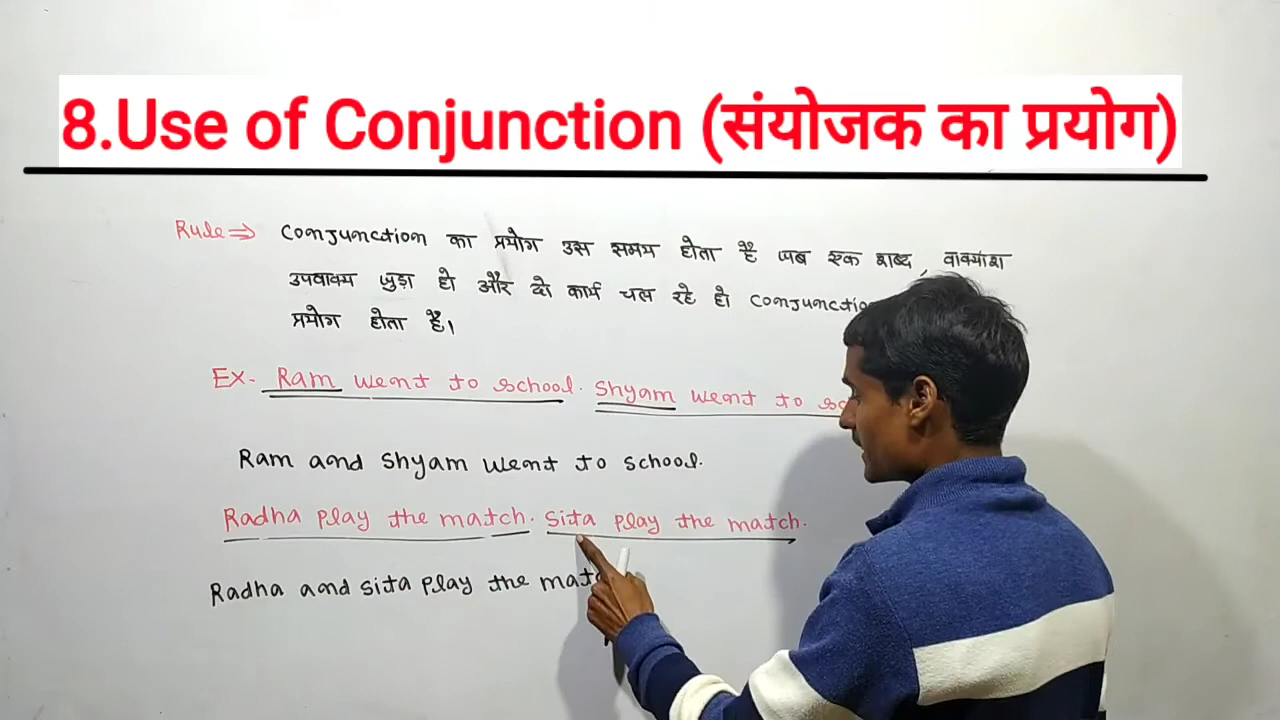 8.Use of Conjunction (संयोजक का प्रयोग)
Rule⇒ Conjunction का प्रयोग उस समय होता है जब एक शब्द, वाक्यांश
उपवाक्य जुड़ा हो और दो कार्य चल रहे हो
प्रयोग होता है।
EX- Ram went to school. Shyam went to
Ram and Shyam went to school.
Radha play the match. Sita play the match.
Radha and Sita play the